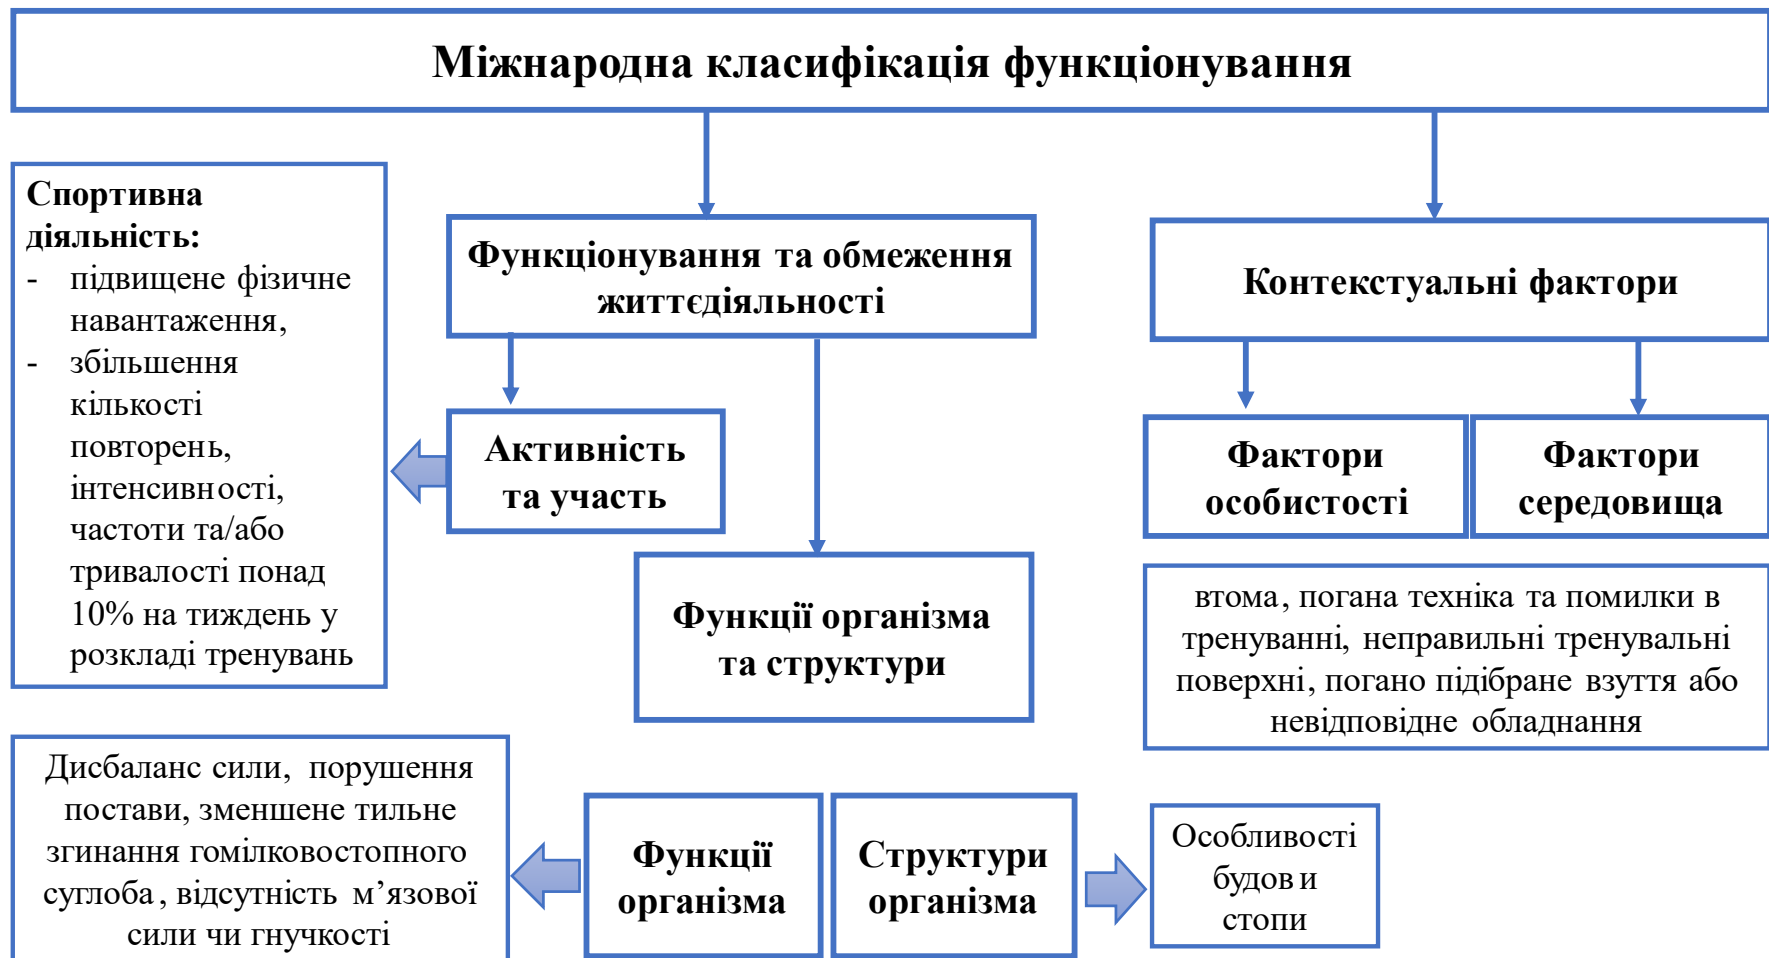 Міжнародна класифікація функціонування
Спортивна
діяльність:
- підвищене фізичне
навантаження,
- збільшення
кількості
повторень,
інтенсивності,
частоти та/або
тривалості понад
10% на тиждень у
розкладі тренувань
Функціонування та обмеження
життєдіяльності
Контекстуальні фактори
Активність
та участь
Фактори
особистості
Фактори
середовища
Функції організма
та структури
втома, погана техніка та помилки в
тренуванні, неправильні тренувальні
поверхні, погано підібране взуття або
невідповідне обладнання
Дисбаланс сили, порушення
постави, зменшене тильне
згинання гомілковостопного
суглоба, відсутність м’язової
сили чи гнучкості
Функції
організма
Структури
організма
Особливості
будови
стопи